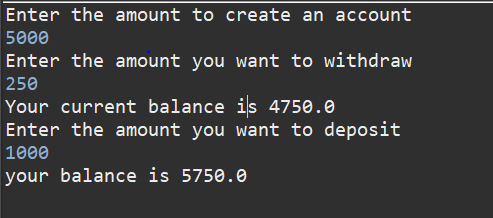 Enter the amount to create an account
5000
Enter the amount you want to withdraw
250
Your current balance is 4750.0
Enter the amount you want to deposit
1000
your balance is 5750.0